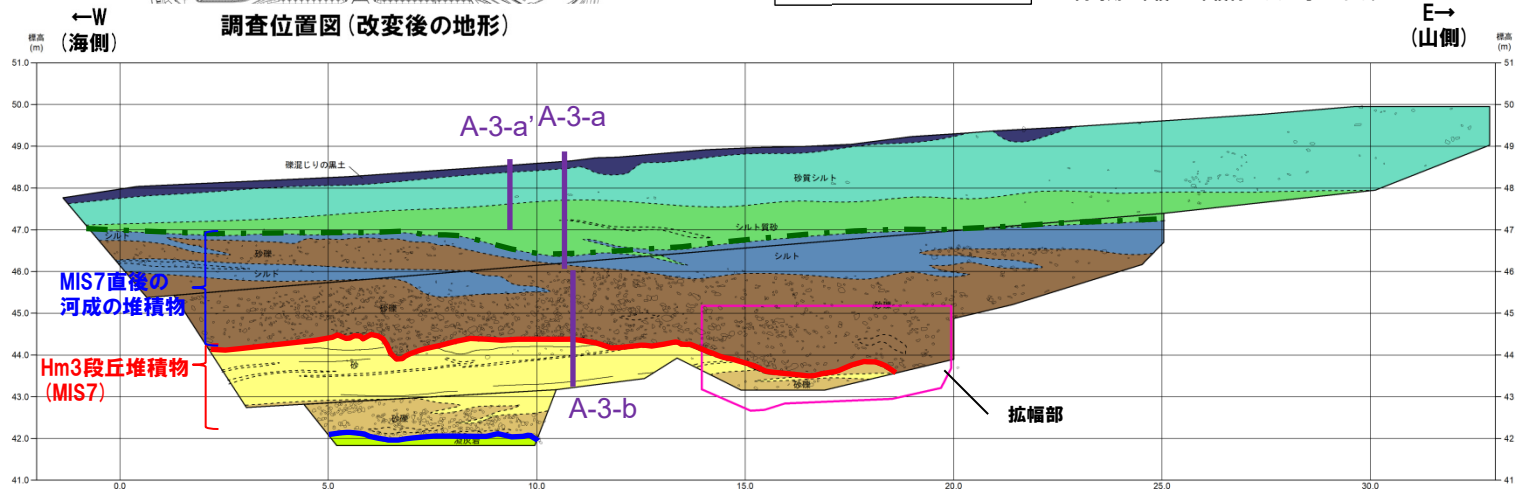 ←W
(海側)
調査位置図(改変後の地形)
E→
(山側)
標高
(m)
標高
(m)
51.0
50.0
49.0
48.0
47.0
46.0
45.0
44.0
43.0
42.0
41.0
51
50
49
48
47
46
45
44
43
42
41
A-3-a’
A-3-a
礫混じりの黒土
砂質シルト
シルト質砂
シルト
砂礫
シルト
シルト
MIS7直後の
河成の堆積物
砂礫
砂礫
Hm3段丘堆積物
(MIS7)
砂
砂礫
A-3-b
拡幅部
砂礫
凝灰岩
0.0
5.0
10.0
15.0
20.0
25.0
30.0